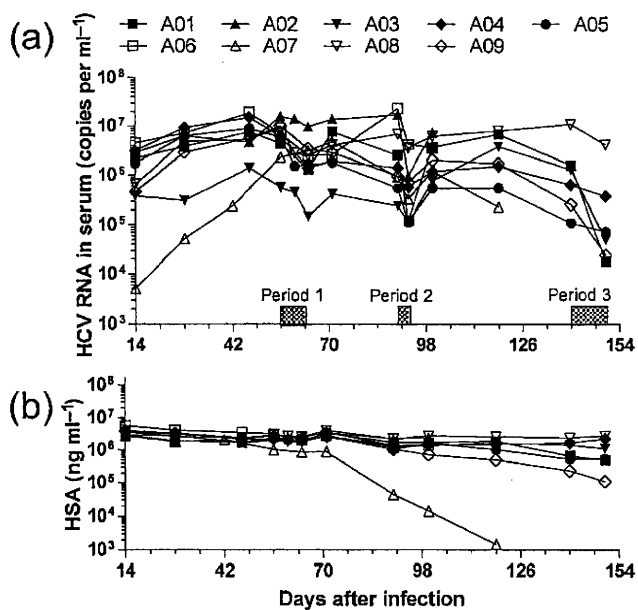 (a)
A01 A02 A03 A04 A05
A06 A07 A08 A09
HCV RNA in serum (copies per ml⁻¹)
10⁸
10⁷
10⁶
10⁵
10⁴
10³
Period 1 Period 2 Period 3
14 42 70 98 126 154
(b)
HSA (ng ml⁻¹)
10⁸
10⁷
10⁶
10⁵
10⁴
10³
14 42 70 98 126 154
Days after infection